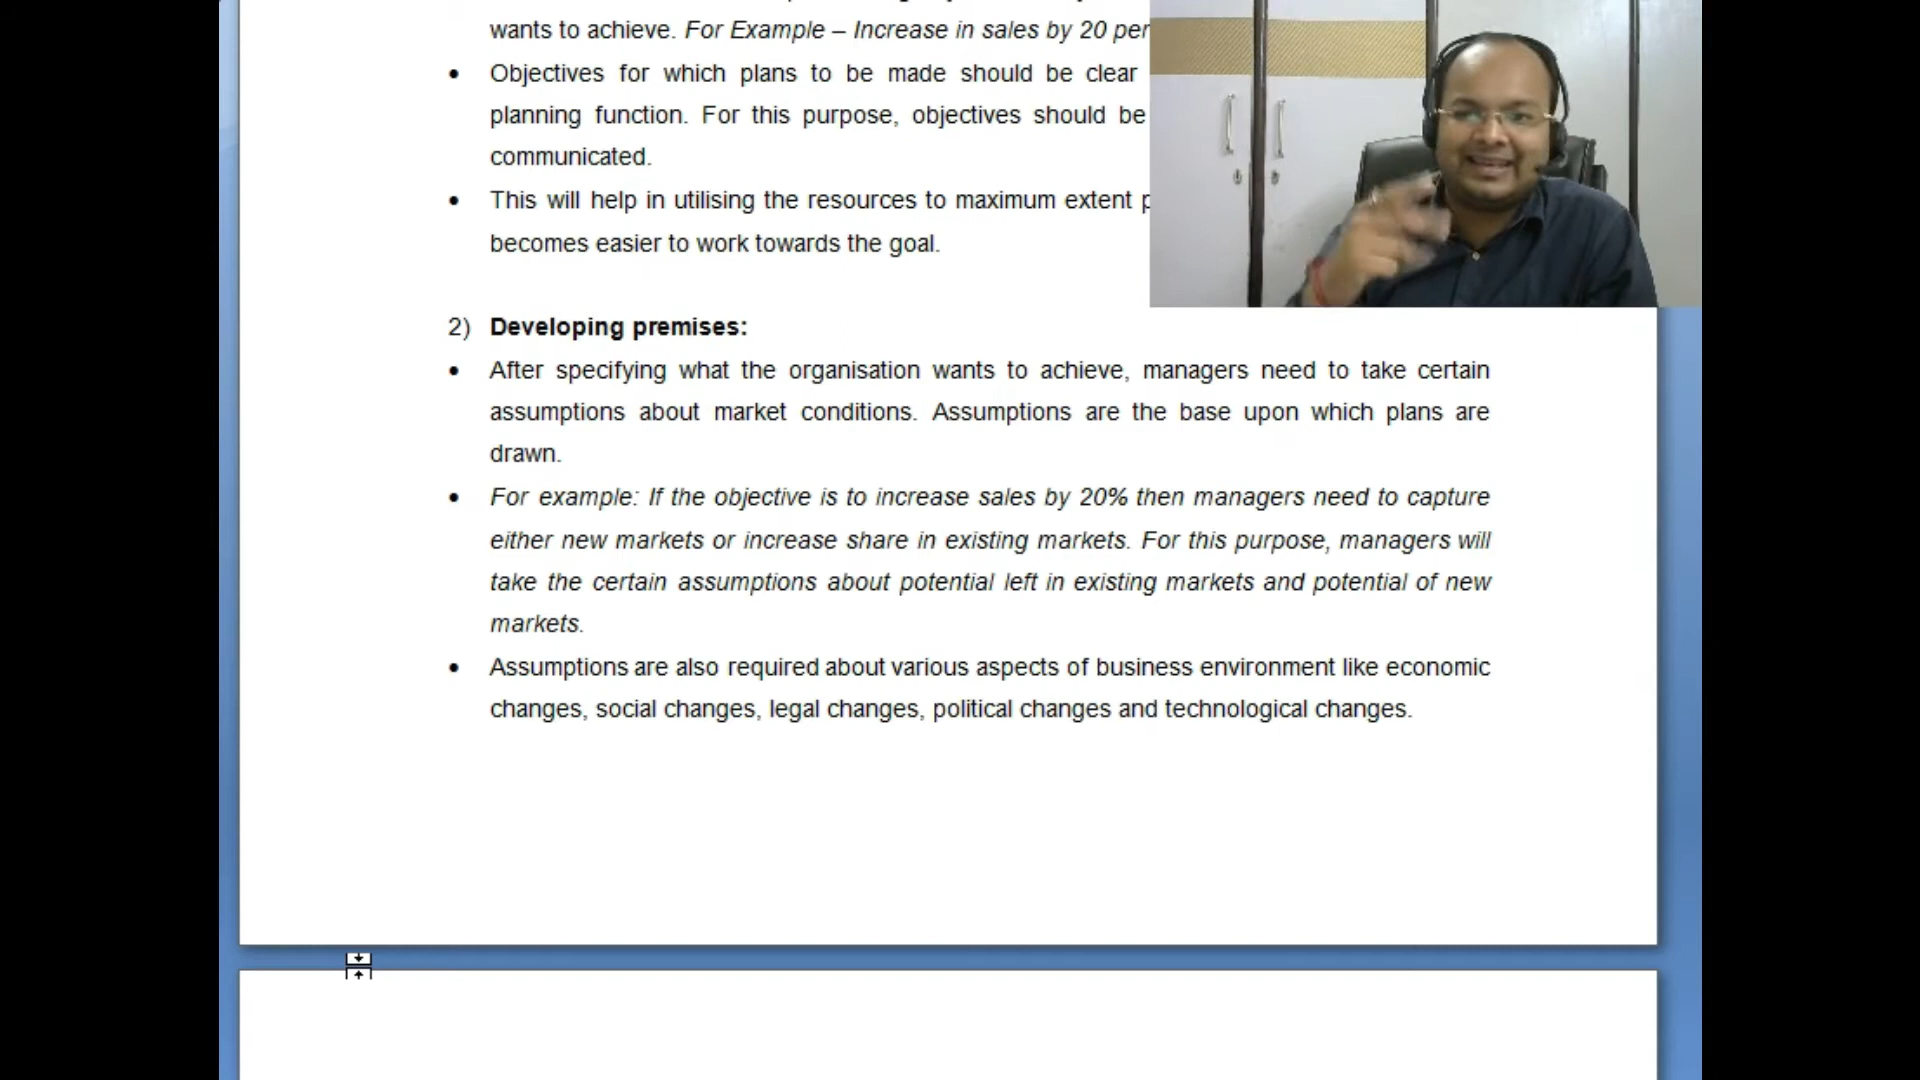 wants to achieve. For Example – Increase in sales by 20 per
• Objectives for which plans to be made should be clear
planning function. For this purpose, objectives should be
communicated.
• This will help in utilising the resources to maximum extent
becomes easier to work towards the goal.
2) Developing premises:
• After specifying what the organisation wants to achieve, managers need to take certain
assumptions about market conditions. Assumptions are the base upon which plans are
drawn.
• For example: If the objective is to increase sales by 20% then managers need to capture
either new markets or increase share in existing markets. For this purpose, managers will
take the certain assumptions about potential left in existing markets and potential of new
markets.
• Assumptions are also required about various aspects of business environment like economic
changes, social changes, legal changes, political changes and technological changes.